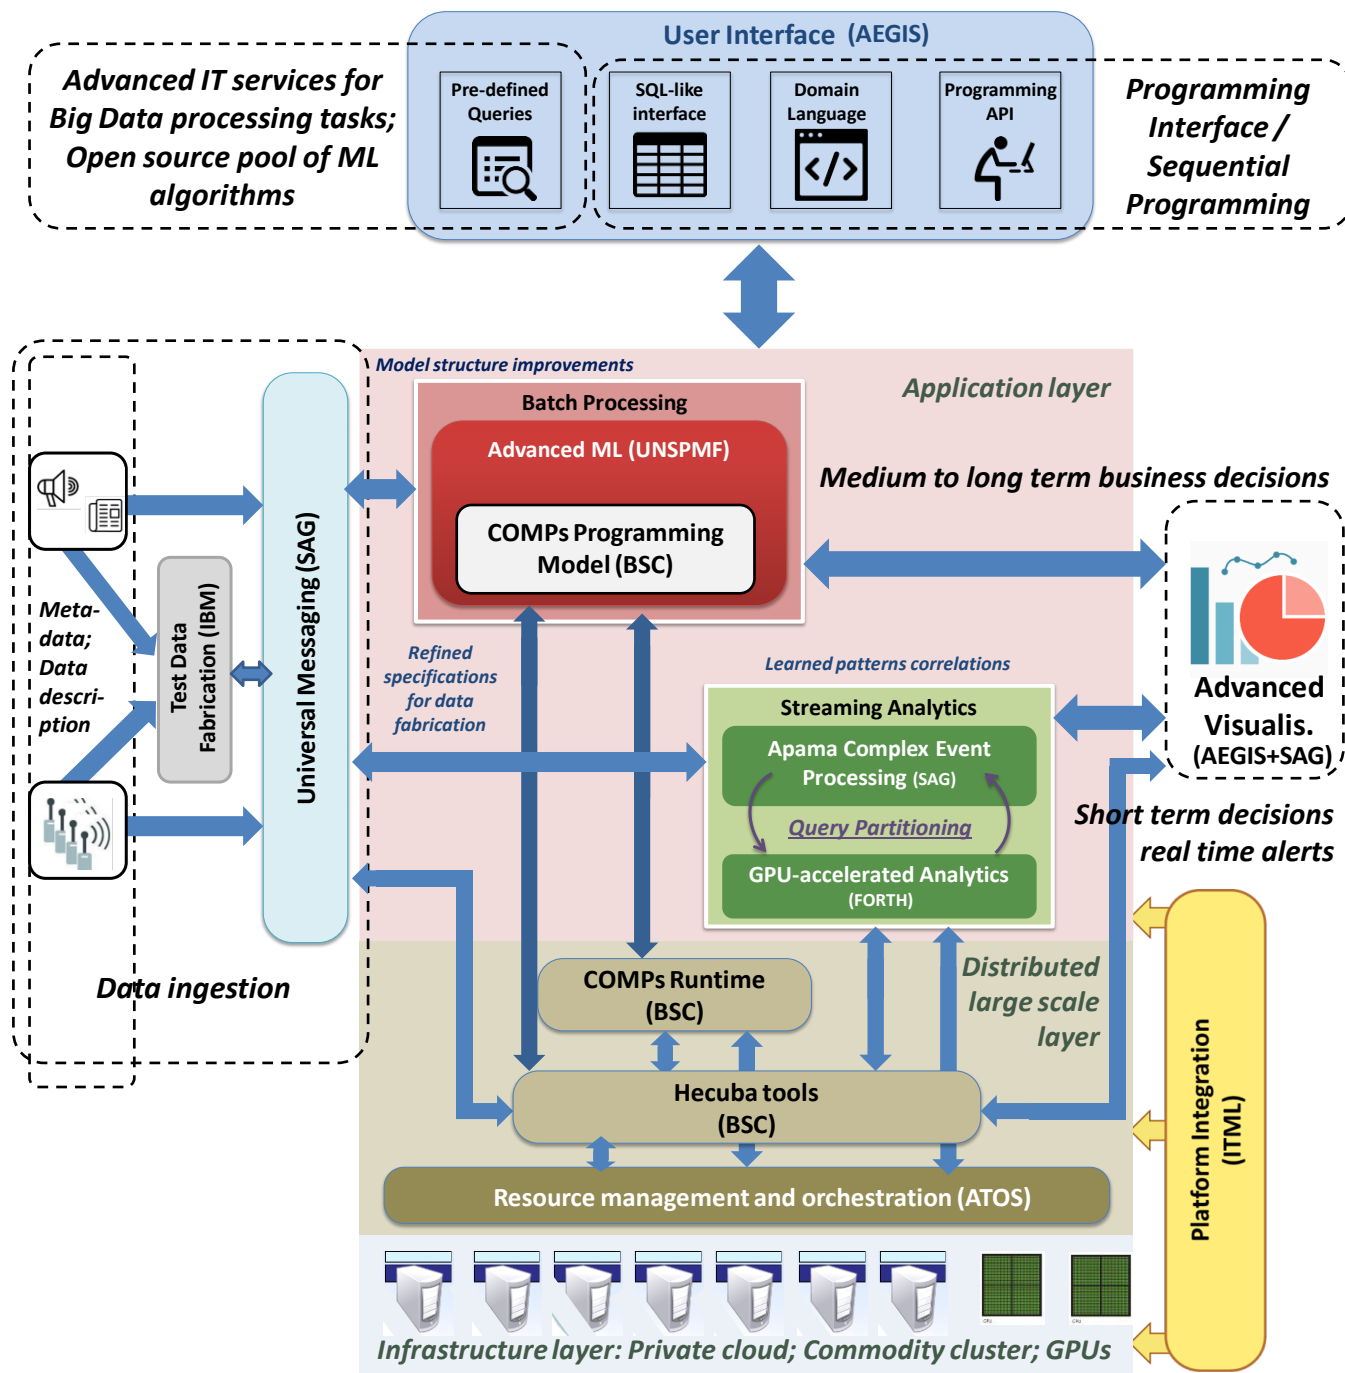 User Interface (AEGIS)
Advanced IT services for
Big Data processing tasks;
Open source pool of ML
algorithms
Pre-defined
Queries
SQL-like
interface
Domain
Language
Programming
API
Programming
Interface /
Sequential
Programming
Model structure improvements
Application layer
Batch Processing
Advanced ML (UNSPMF)
COMPs Programming
Model (BSC)
Medium to long term business decisions
Universal Messaging (SAG)
Test Data
Fabrication (IBM)
Meta-
data;
Data
descri-
ption
Refined
specifications
for data
fabrication
Learned patterns correlations
Streaming Analytics
Apama Complex Event
Processing (SAG)
Query Partitioning
GPU-accelerated Analytics
(FORTH)
Advanced
Visualis.
(AEGIS+SAG)
Short term decisions
real time alerts
Data ingestion
COMPs Runtime
(BSC)
Distributed
large scale
layer
Hecuba tools
(BSC)
Resource management and orchestration (ATOS)
Platform Integration
(ITML)
Infrastructure layer: Private cloud; Commodity cluster; GPUs